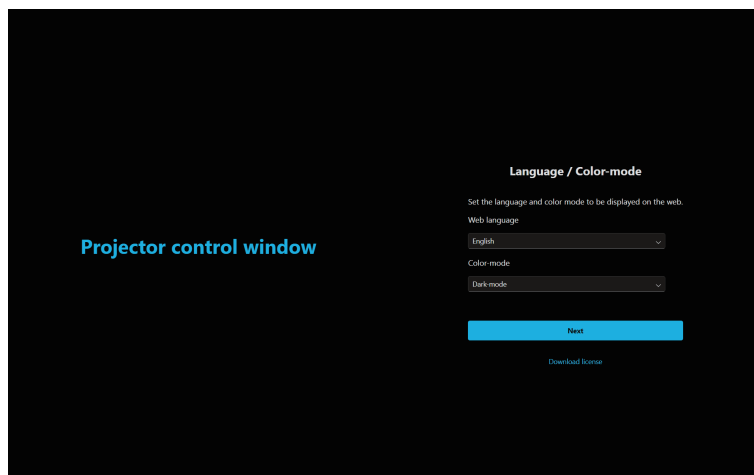 Projector control window
Language / Color-mode
Set the language and color mode to be displayed on the web.
Web language
English
Color-mode
Dark-mode
Next
Download license